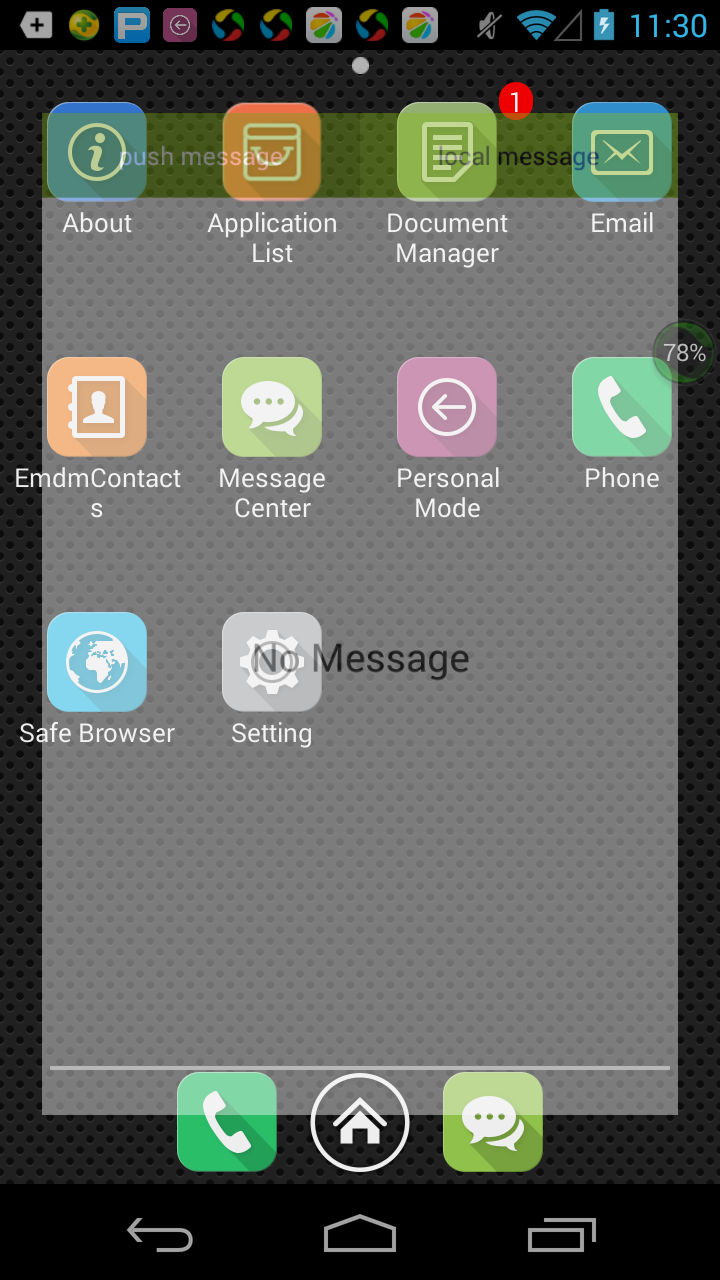 11:30
1
push message
local message
About
Application
List
Document
Manager
Email
78%
EmdmContact
s
Message
Center
Personal
Mode
Phone
No Message
Safe Browser
Setting